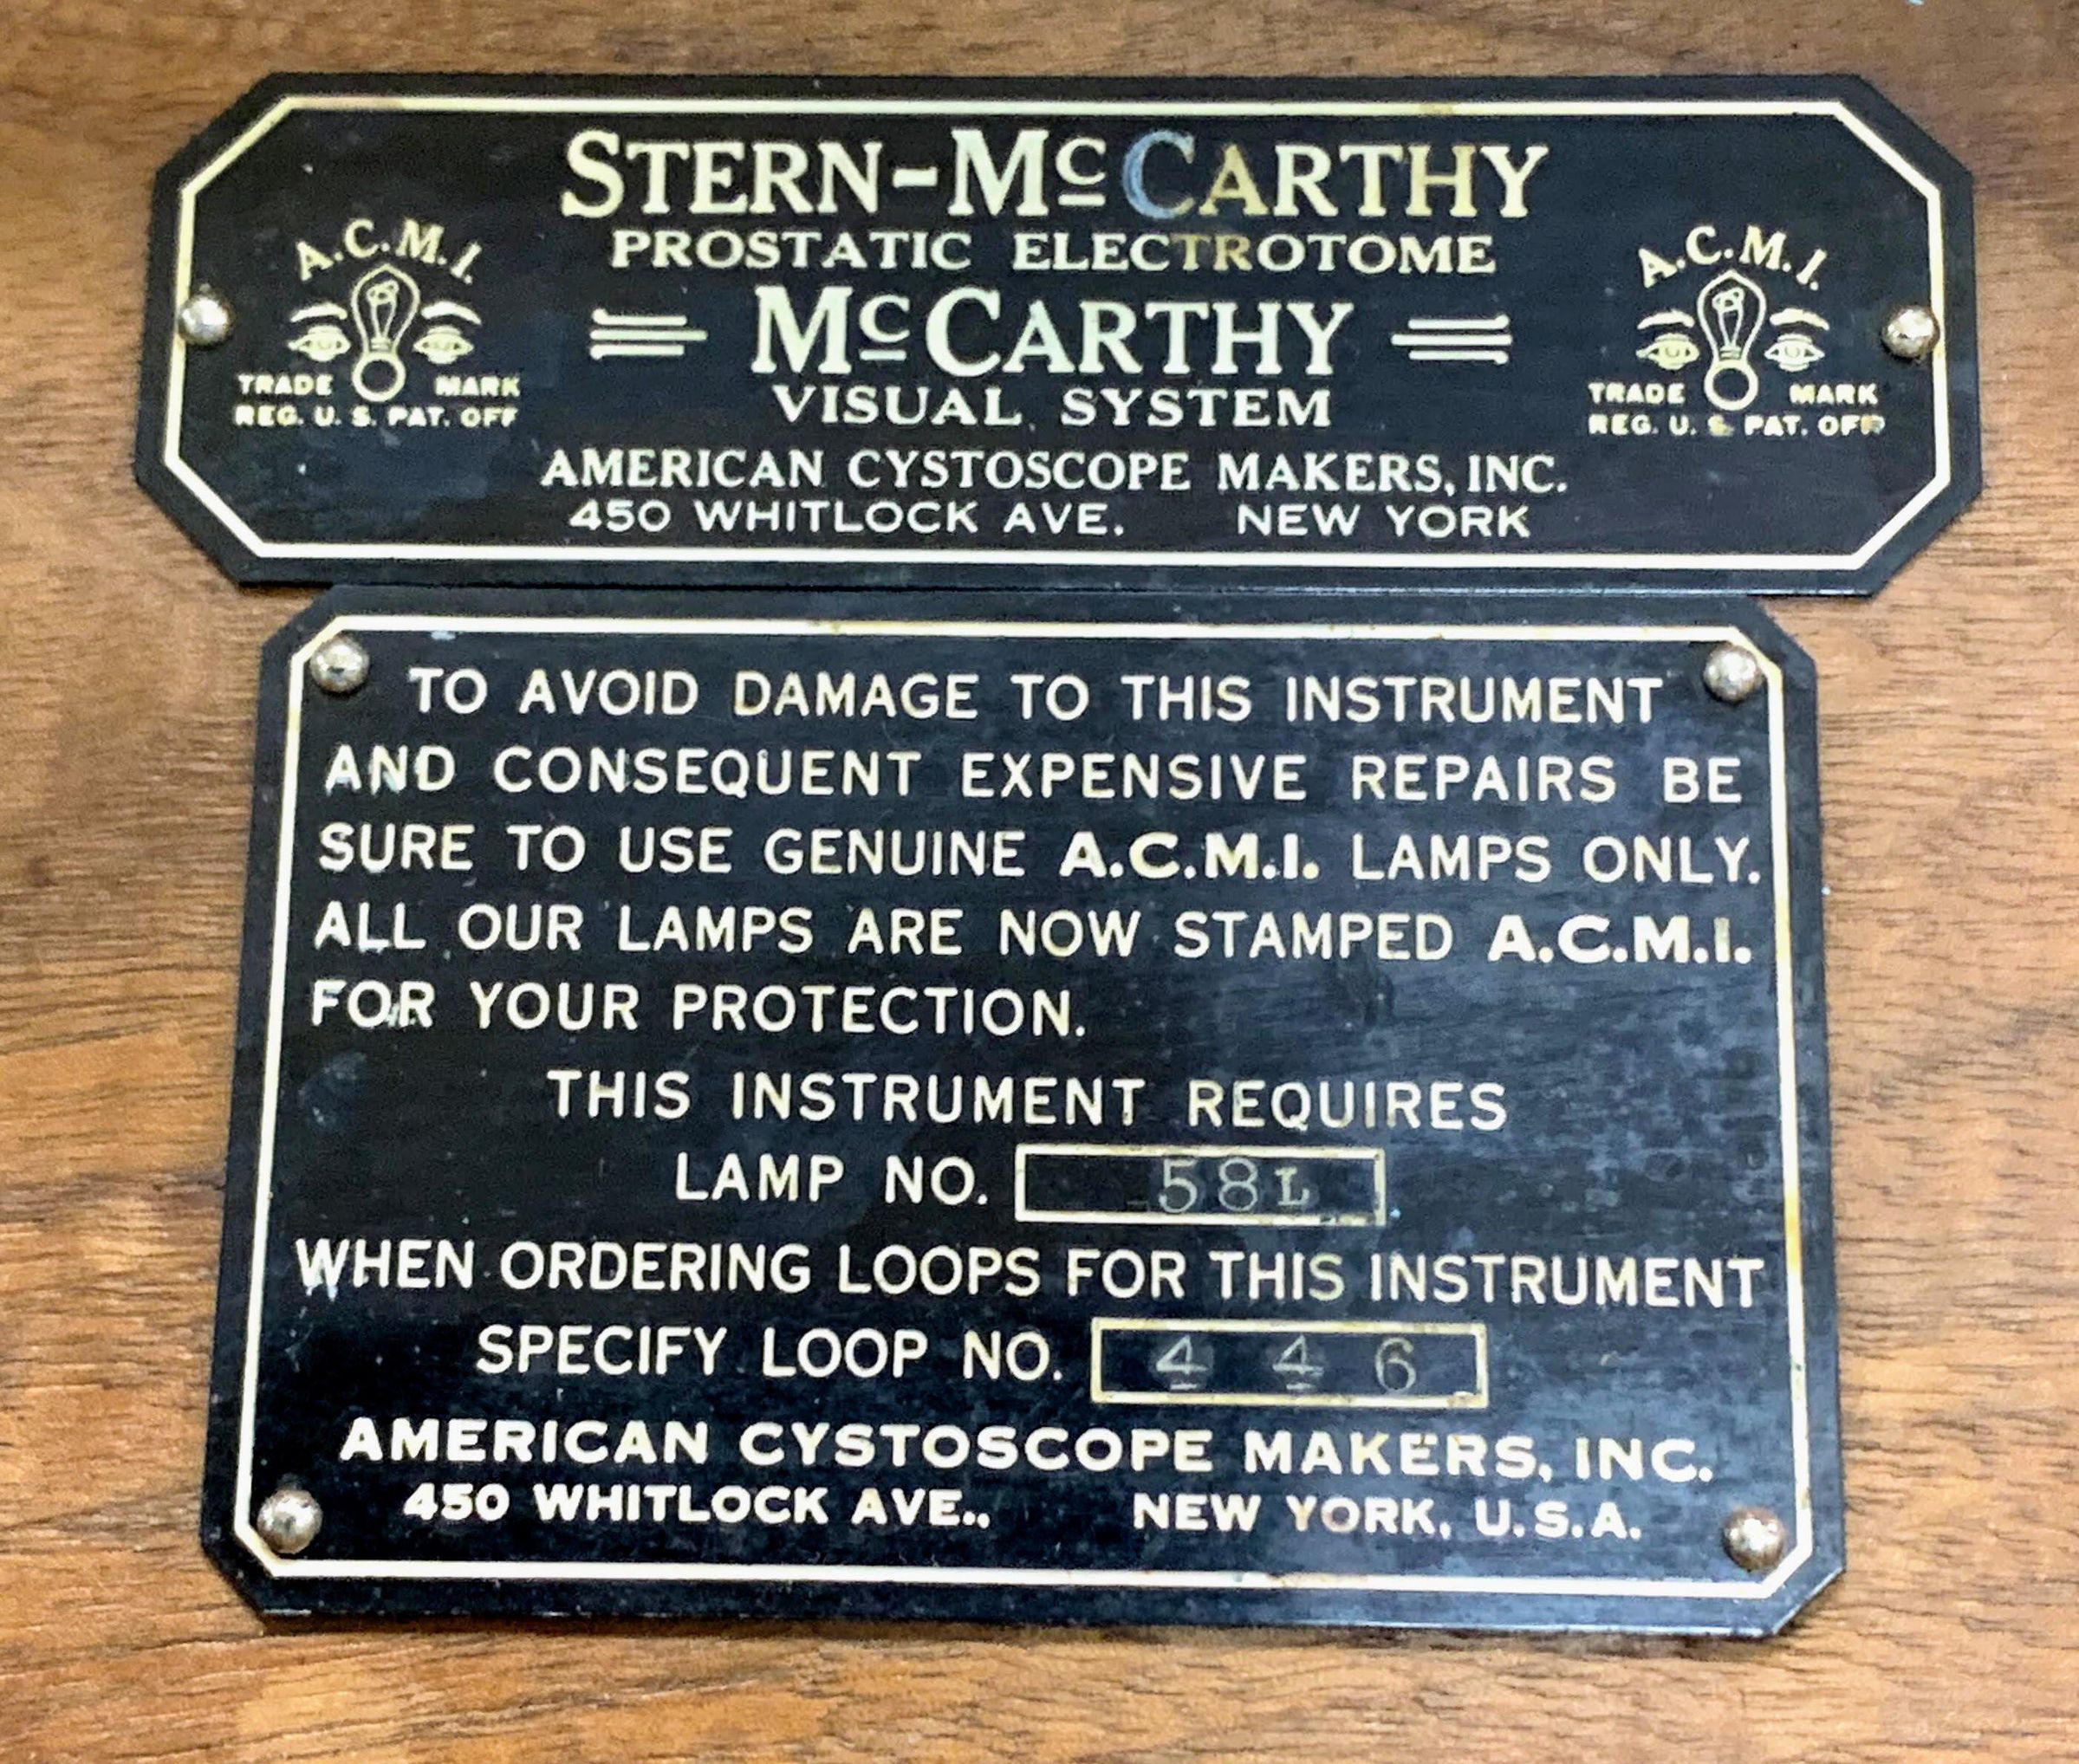 STERN-McCARTHY
PROSTATIC ELECTROTOME
McCARTHY
VISUAL SYSTEM
AMERICAN CYSTOSCOPE MAKERS, INC.
450 WHITLOCK AVE. NEW YORK
A.C.M.I.
TRADE MARK
REG. U. S. PAT. OFF
A.C.M.I.
TRADE MARK
REG. U. S. PAT. OFF
TO AVOID DAMAGE TO THIS INSTRUMENT
AND CONSEQUENT EXPENSIVE REPAIRS BE
SURE TO USE GENUINE A.C.M.I. LAMPS ONLY.
ALL OUR LAMPS ARE NOW STAMPED A.C.M.I.
FOR YOUR PROTECTION.
THIS INSTRUMENT REQUIRES
LAMP NO. 58L
WHEN ORDERING LOOPS FOR THIS INSTRUMENT
SPECIFY LOOP NO. 446
AMERICAN CYSTOSCOPE MAKERS, INC.
450 WHITLOCK AVE., NEW YORK, U.S.A.